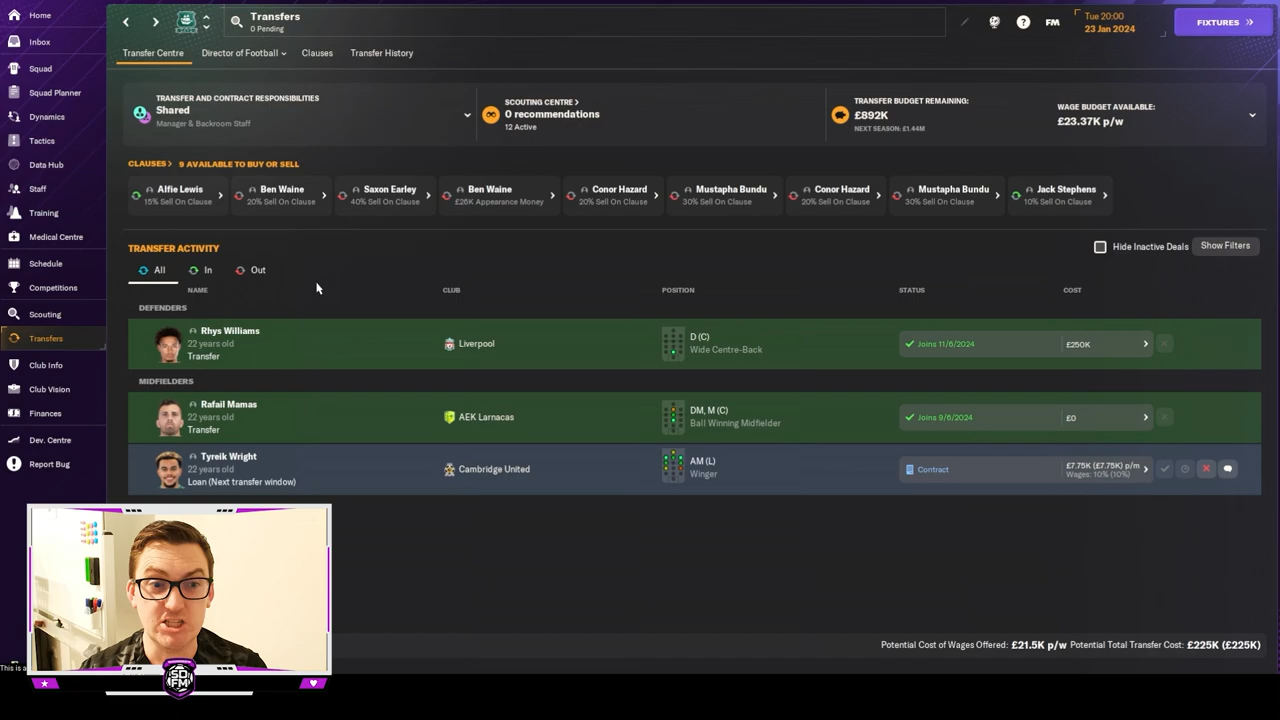 Home
Inbox
Squad
Squad Planner
Dynamics
Tactics
Data Hub
Staff
Training
Medical Centre
Schedule
Competitions
Scouting
Transfers
Club Info
Club Vision
Finances
Dev. Centre
Report Bug
Transfers
0 Pending
FM
Tue 20:00
23 Jan 2024
FIXTURES
Transfer Centre
Director of Football
Clauses
Transfer History
TRANSFER AND CONTRACT RESPONSIBILITIES
Shared
Manager & Backroom Staff
SCOUTING CENTRE >
0 recommendations
12 Active
TRANSFER BUDGET REMAINING:
£892K
NEXT SEASON: £1.44M
WAGE BUDGET AVAILABLE:
£23.37K p/w
CLAUSES > 9 AVAILABLE TO BUY OR SELL
Alfie Lewis
15% Sell On Clause
Ben Waine
20% Sell On Clause
Saxon Earley
40% Sell On Clause
Ben Waine
£26K Appearance Money
Conor Hazard
20% Sell On Clause
Mustapha Bundu
30% Sell On Clause
Conor Hazard
20% Sell On Clause
Mustapha Bundu
30% Sell On Clause
Jack Stephens
10% Sell On Clause
TRANSFER ACTIVITY
Hide Inactive Deals
Show Filters
All
In
Out
NAME CLUB POSITION STATUS COST
DEFENDERS
Rhys Williams
22 years old
Transfer
Liverpool
D (C)
Wide Centre-Back
Joins 11/6/2024
£250K
MIDFIELDERS
Rafail Mamas
22 years old
Transfer
AEK Larnacas
DM, M (C)
Ball Winning Midfielder
Joins 9/6/2024
£0
Tyreik Wright
22 years old
Loan (Next transfer window)
Cambridge United
AM (L)
Winger
Contract
£7.75K (£7.75K) p/m
Wages: 10% (10%)
Potential Cost of Wages Offered: £21.5K p/w Potential Total Transfer Cost: £225K (£225K)
This is a
SD
FM